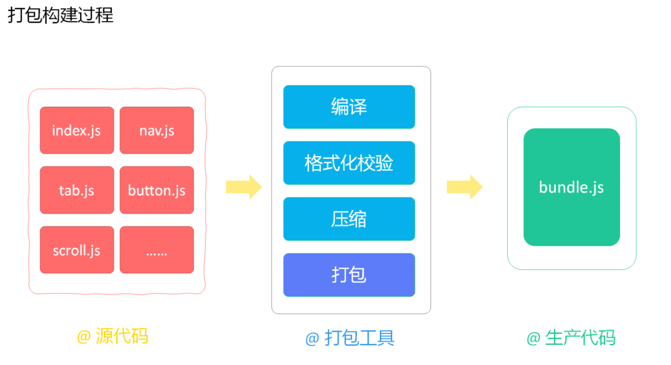 打包构建过程
index.js
nav.js
tab.js
button.js
scroll.js
......
编译
格式化校验
压缩
打包
bundle.js
@ 源代码
@ 打包工具
@ 生产代码